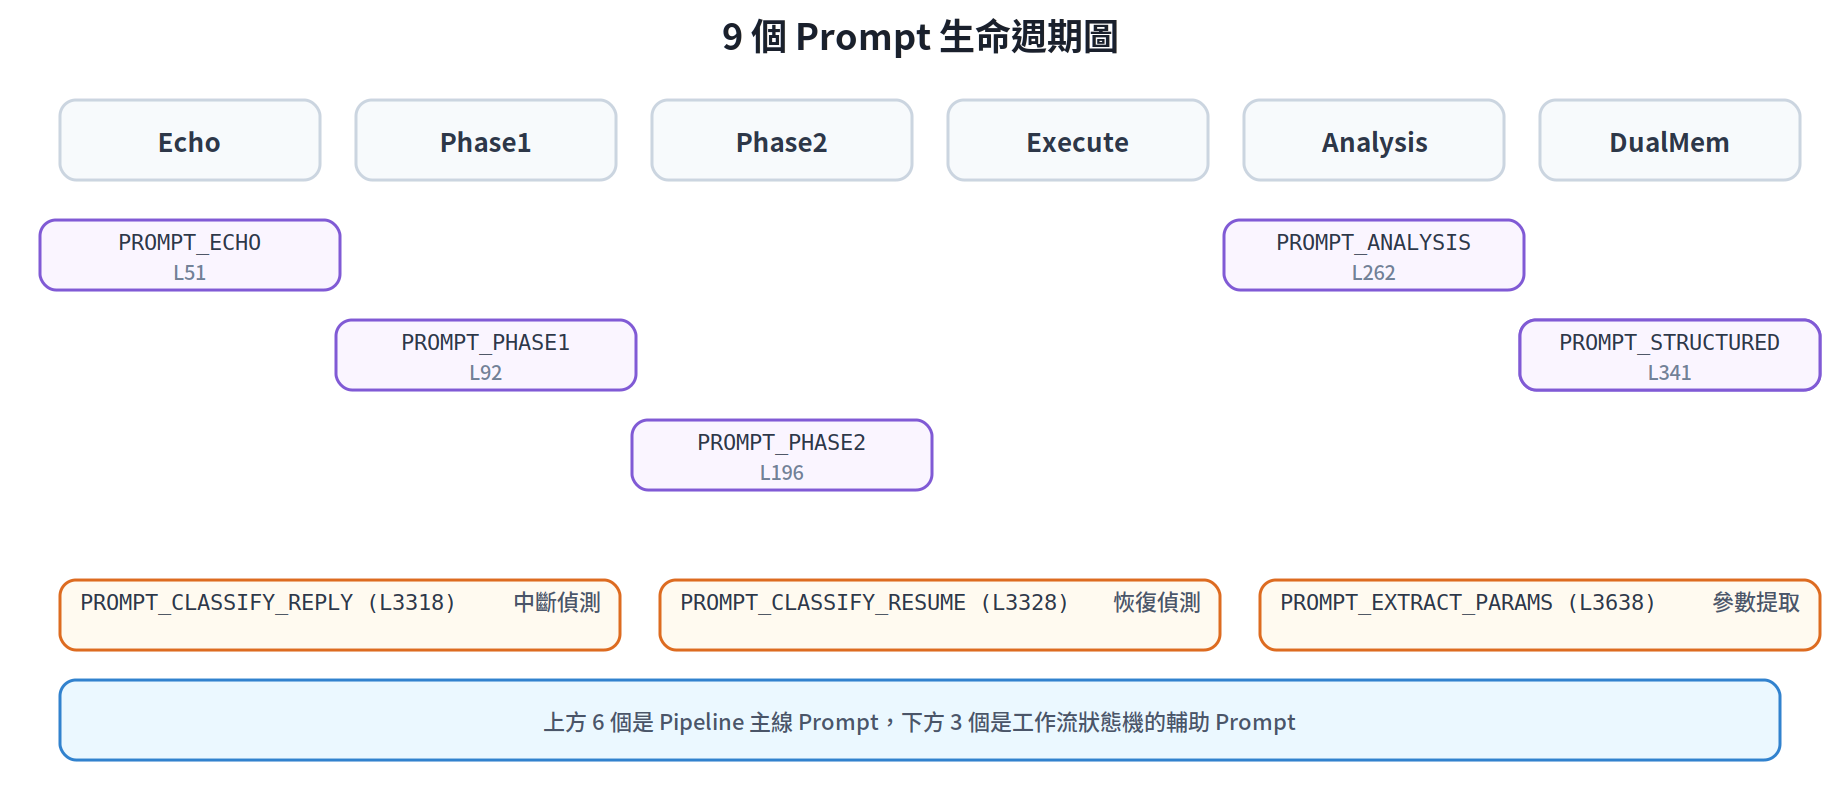 9 個 Prompt 生命週期圖
Echo
Phase1
Phase2
Execute
Analysis
DualMem
PROMPT_ECHO
L51
PROMPT_ANALYSIS
L262
PROMPT_PHASE1
L92
PROMPT_STRUCTURED
L341
PROMPT_PHASE2
L196
PROMPT_CLASSIFY_REPLY (L3318) 中斷偵測
PROMPT_CLASSIFY_RESUME (L3328) 恢復偵測
PROMPT_EXTRACT_PARAMS (L3638) 參數提取
上方 6 個是 Pipeline 主線 Prompt，下方 3 個是工作流狀態機的輔助 Prompt